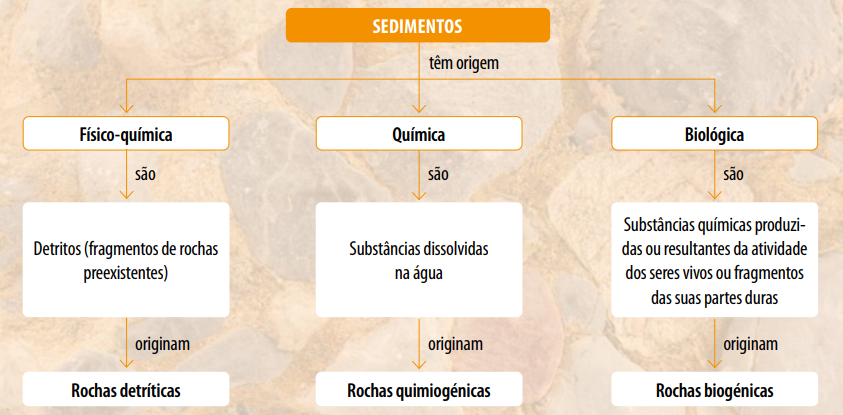 SEDIMENTOS
têm origem
Físico-química
Química
Biológica
são
são
são
Detritos (fragmentos de rochas
preexistentes)
Substâncias dissolvidas
na água
Substâncias químicas produzi-
das ou resultantes da atividade
dos seres vivos ou fragmentos
das suas partes duras
originam
originam
originam
Rochas detríticas
Rochas quimiogénicas
Rochas biogénicas